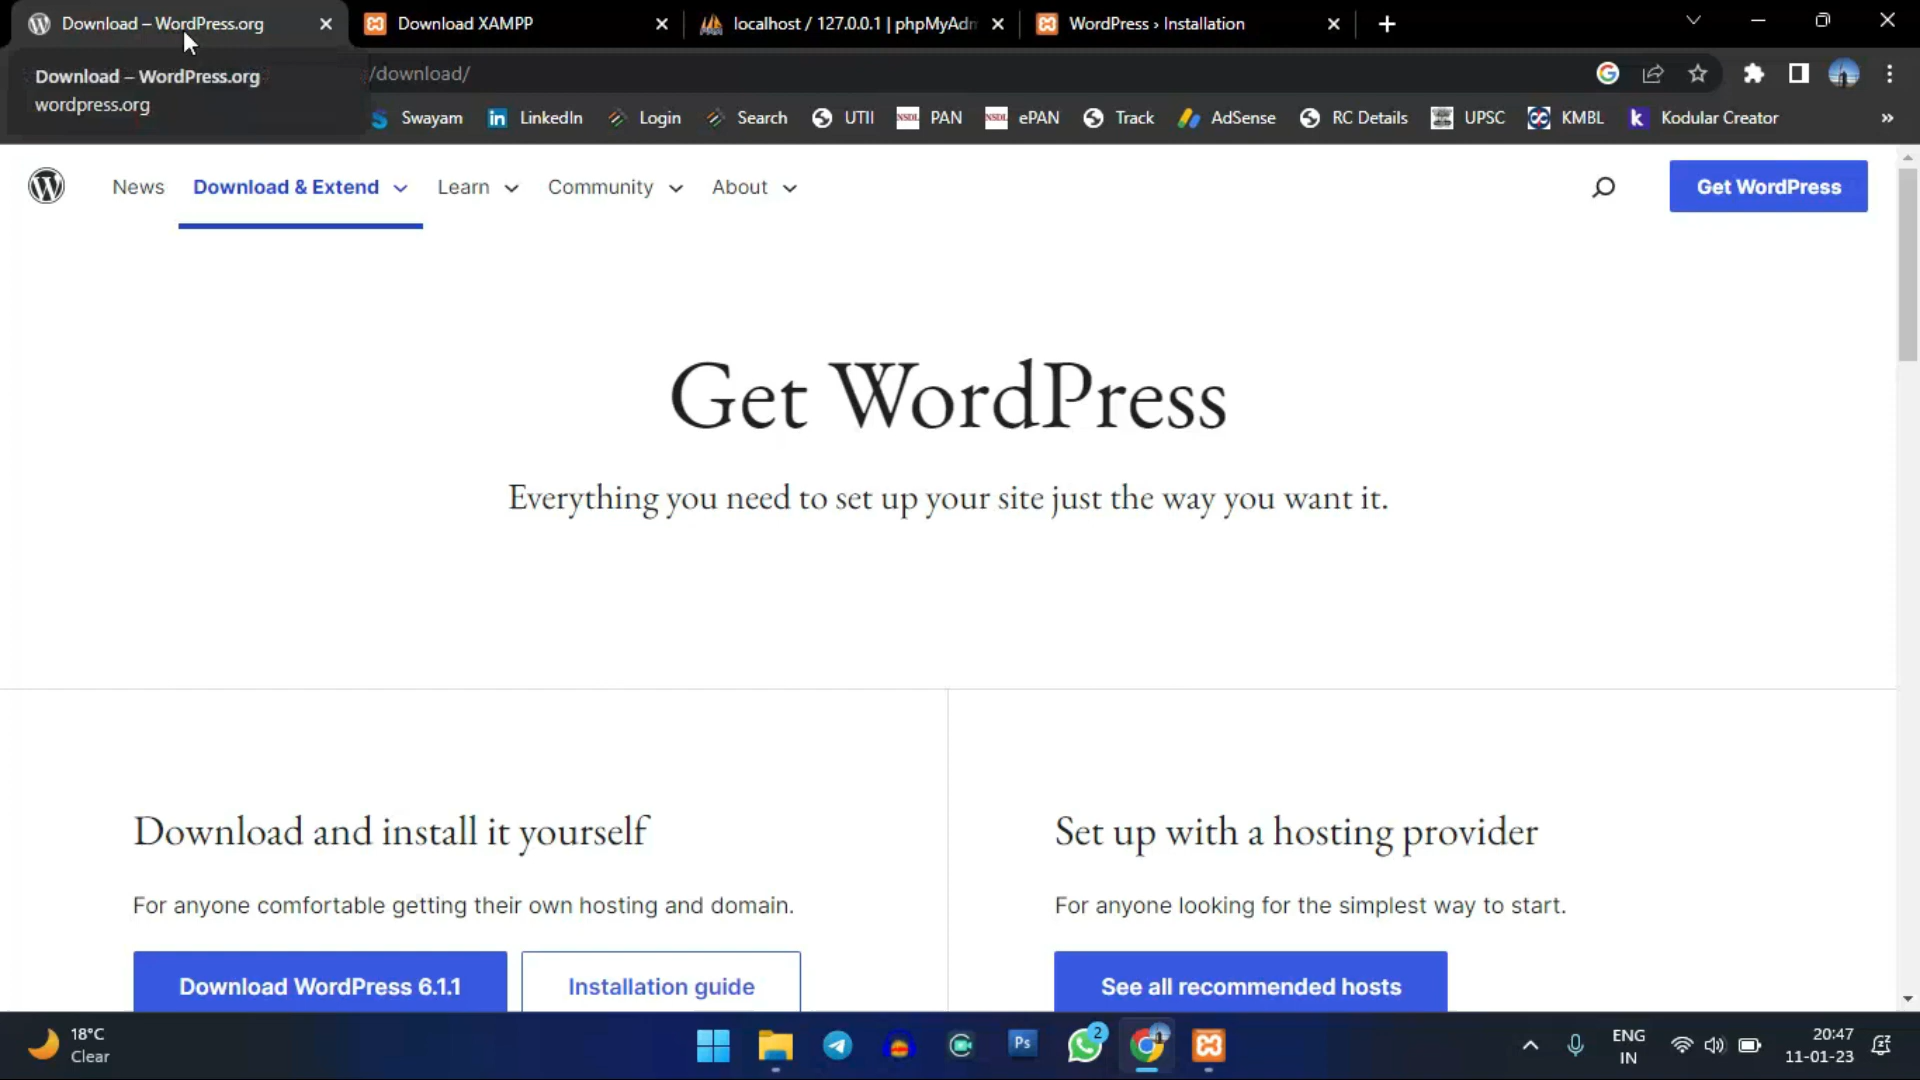 Download – WordPress.org
Download XAMPP
localhost / 127.0.0.1 | phpMyAdm
WordPress › Installation
Download – WordPress.org
wordpress.org
/download/
Swayam
LinkedIn
Login
Search
UTII
NSDL PAN
NSDL ePAN
Track
AdSense
RC Details
UPSC
KMBL
Kodular Creator
News
Download & Extend
Learn
Community
About
Get WordPress
Get WordPress
Everything you need to set up your site just the way you want it.
Download and install it yourself
For anyone comfortable getting their own hosting and domain.
Download WordPress 6.1.1
Installation guide
Set up with a hosting provider
For anyone looking for the simplest way to start.
See all recommended hosts
18°C
Clear
Ps
2
ENG
IN
20:47
11-01-23